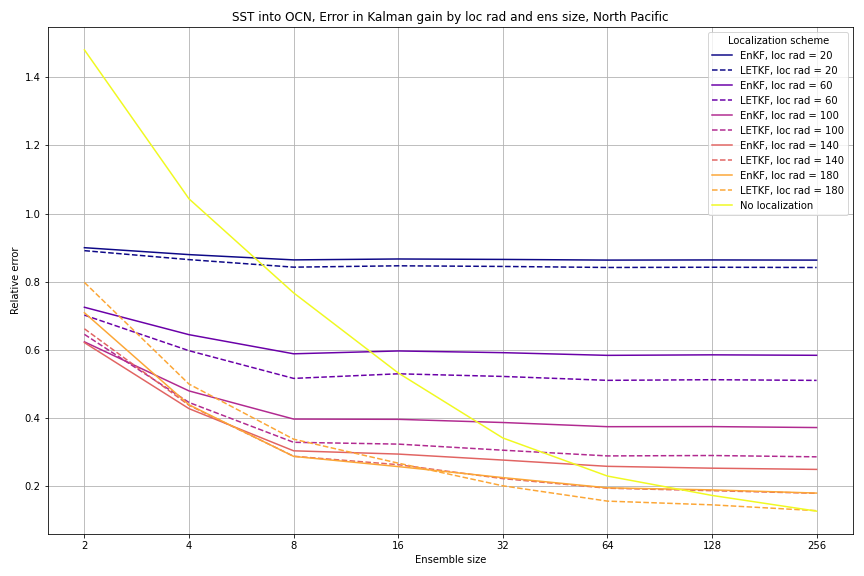 SST into OCN, Error in Kalman gain by loc rad and ens size, North Pacific
Localization scheme
EnKF, loc rad = 20
LETKF, loc rad = 20
EnKF, loc rad = 60
LETKF, loc rad = 60
EnKF, loc rad = 100
LETKF, loc rad = 100
EnKF, loc rad = 140
LETKF, loc rad = 140
EnKF, loc rad = 180
LETKF, loc rad = 180
No localization
Relative error
1.4
1.2
1.0
0.8
0.6
0.4
0.2
2 4 8 16 32 64 128 256
Ensemble size